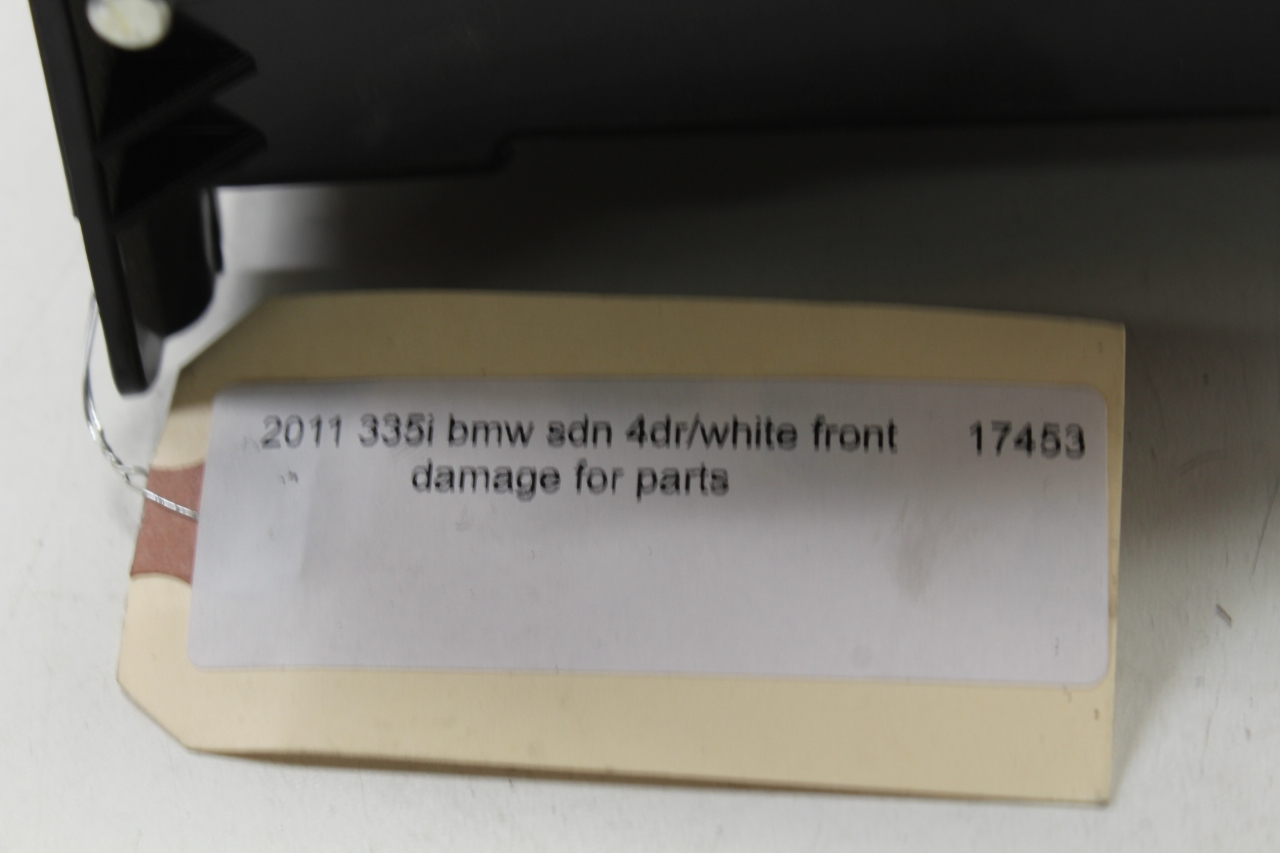 2011 335i bmw sdn 4dr/white front 17453
damage for parts